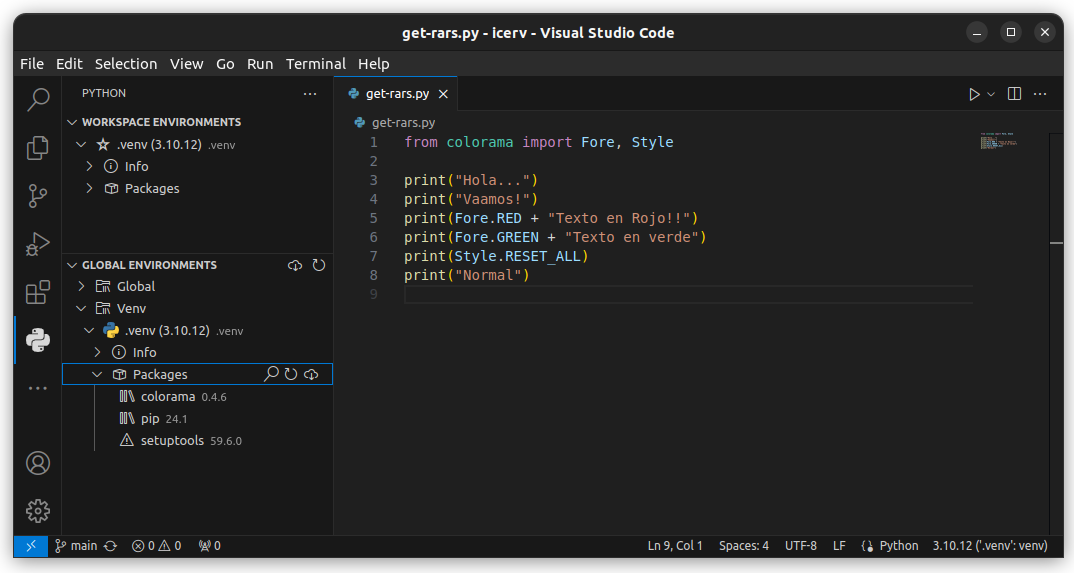 get-rars.py - icerv - Visual Studio Code
File Edit Selection View Go Run Terminal Help
PYTHON
WORKSPACE ENVIRONMENTS
.venv (3.10.12) .venv
Info
Packages
GLOBAL ENVIRONMENTS
Global
Venv
.venv (3.10.12) .venv
Info
Packages
colorama 0.4.6
pip 24.1
setuptools 59.6.0
get-rars.py
get-rars.py
1 from colorama import Fore, Style
2
3 print("Hola...")
4 print("Vaamos!")
5 print(Fore.RED + "Texto en Rojo!!")
6 print(Fore.GREEN + "Texto en verde")
7 print(Style.RESET_ALL)
8 print("Normal")
9
main 0 0 0 Ln 9, Col 1 Spaces: 4 UTF-8 LF Python 3.10.12 ('.venv': venv)